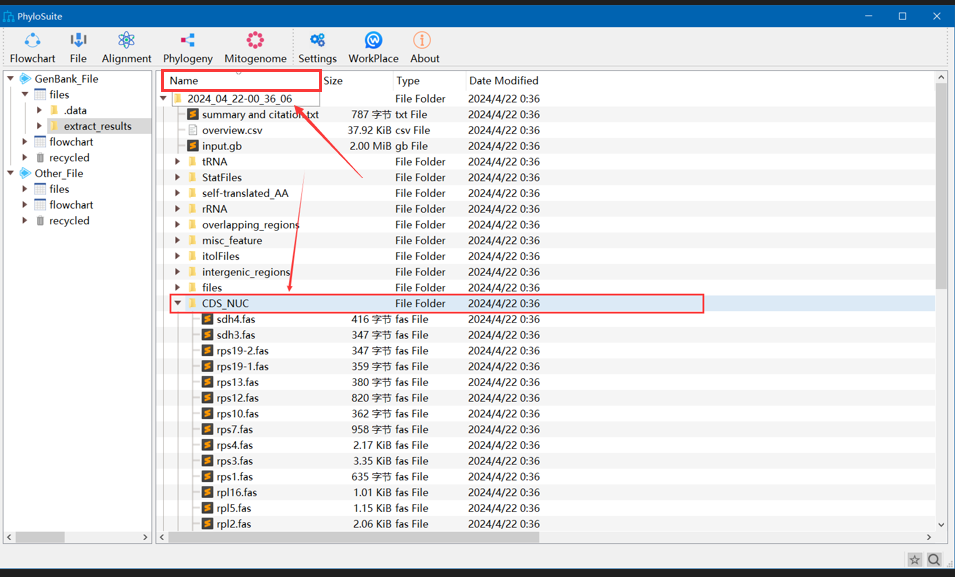 PhyloSuite
Flowchart File Alignment Phylogeny Mitogenome Settings WorkPlace About
GenBank_File
files
.data
extract_results
flowchart
recycled
Other_File
files
flowchart
recycled
Name Size Type Date Modified
2024_04_22-00_36_06 File Folder 2024/4/22 0:36
summary and citation.txt 787 字节 txt File 2024/4/22 0:36
overview.csv 37.92 KiB csv File 2024/4/22 0:36
input.gb 2.00 MiB gb File 2024/4/22 0:36
tRNA File Folder 2024/4/22 0:36
StatFiles File Folder 2024/4/22 0:36
self-translated_AA File Folder 2024/4/22 0:36
rRNA File Folder 2024/4/22 0:36
overlapping_regions File Folder 2024/4/22 0:36
misc_feature File Folder 2024/4/22 0:36
itolFiles File Folder 2024/4/22 0:36
intergenic_regions File Folder 2024/4/22 0:36
files File Folder 2024/4/22 0:36
CDS_NUC File Folder 2024/4/22 0:36
sdh4.fas 416 字节 fas File 2024/4/22 0:36
sdh3.fas 347 字节 fas File 2024/4/22 0:36
rps19-2.fas 347 字节 fas File 2024/4/22 0:36
rps19-1.fas 359 字节 fas File 2024/4/22 0:36
rps13.fas 380 字节 fas File 2024/4/22 0:36
rps12.fas 820 字节 fas File 2024/4/22 0:36
rps10.fas 362 字节 fas File 2024/4/22 0:36
rps7.fas 958 字节 fas File 2024/4/22 0:36
rps4.fas 2.17 KiB fas File 2024/4/22 0:36
rps3.fas 3.35 KiB fas File 2024/4/22 0:36
rps1.fas 635 字节 fas File 2024/4/22 0:36
rpl16.fas 1.01 KiB fas File 2024/4/22 0:36
rpl5.fas 1.15 KiB fas File 2024/4/22 0:36
rpl2.fas 2.06 KiB fas File 2024/4/22 0:36